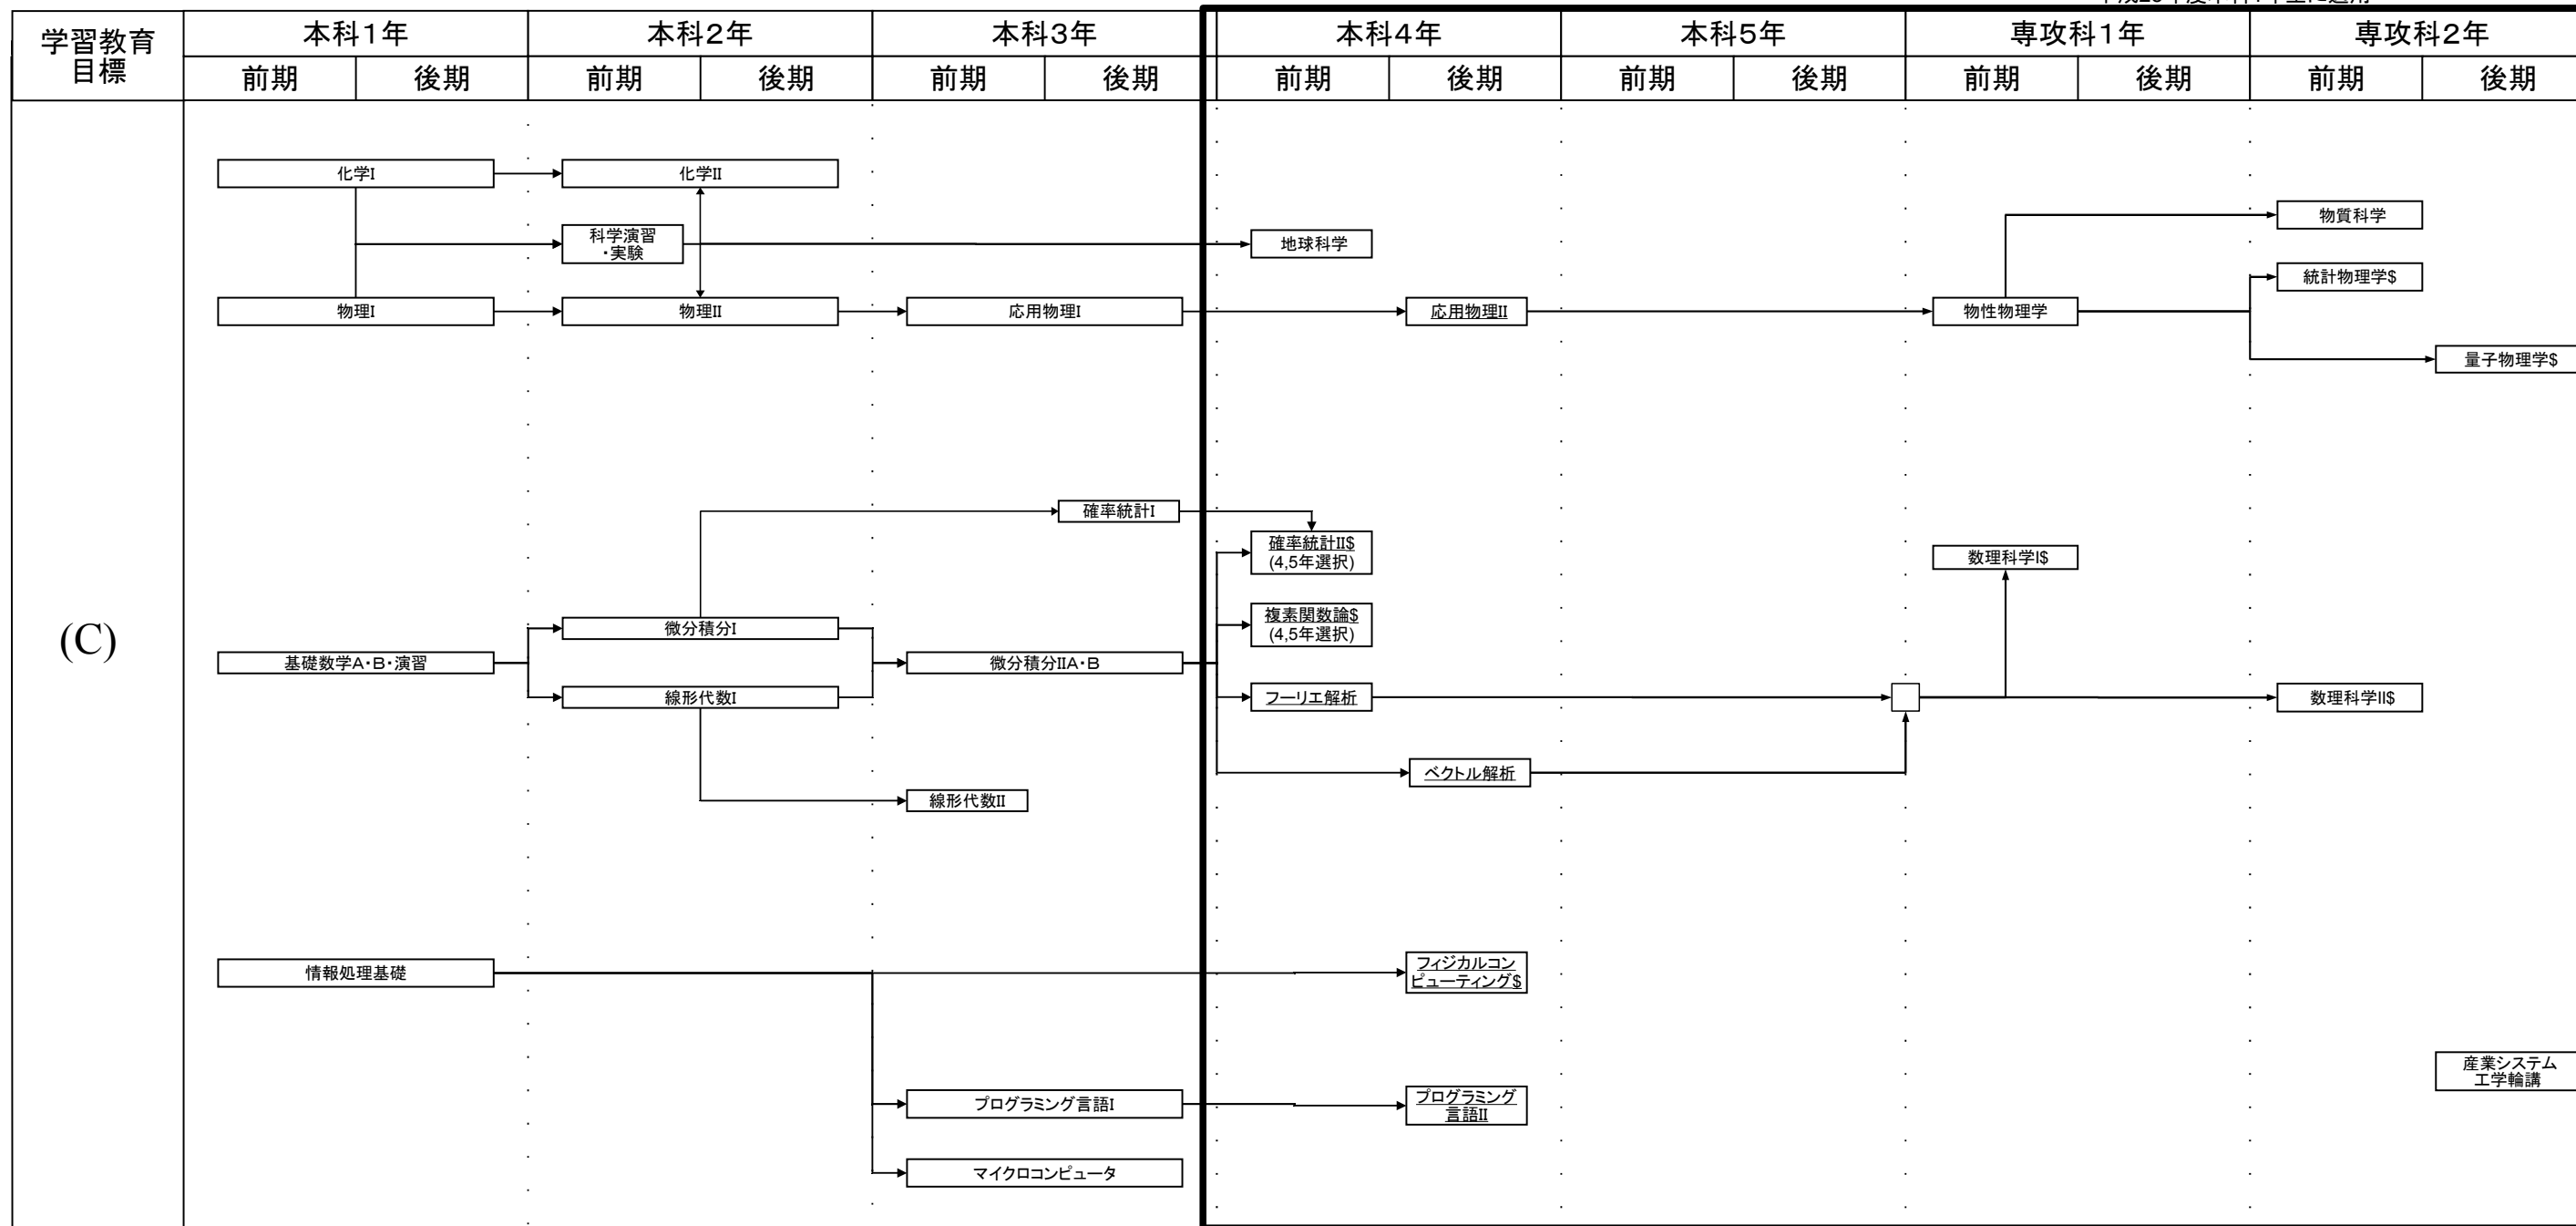 学習教育
目標
本科1年
本科2年
本科3年
本科4年
本科5年
専攻科1年
専攻科2年
前期
後期
前期
後期
前期
後期
前期
後期
前期
後期
前期
後期
前期
後期
(C)
化学I
化学II
科学演習
・実験
地球科学
物質科学
統計物理学$
物理I
物理II
応用物理I
応用物理II
物性物理学
量子物理学$
確率統計I
確率統計II$
(4,5年選択)
数理科学I$
複素関数論$
(4,5年選択)
微分積分I
基礎数学A・B・演習
微分積分IIA・B
線形代数I
フーリエ解析
数理科学II$
ベクトル解析
線形代数II
情報処理基礎
フィジカルコン
ピューティング$
産業システム
工学輪講
プログラミング言語I
プログラミング
言語II
マイクロコンピュータ